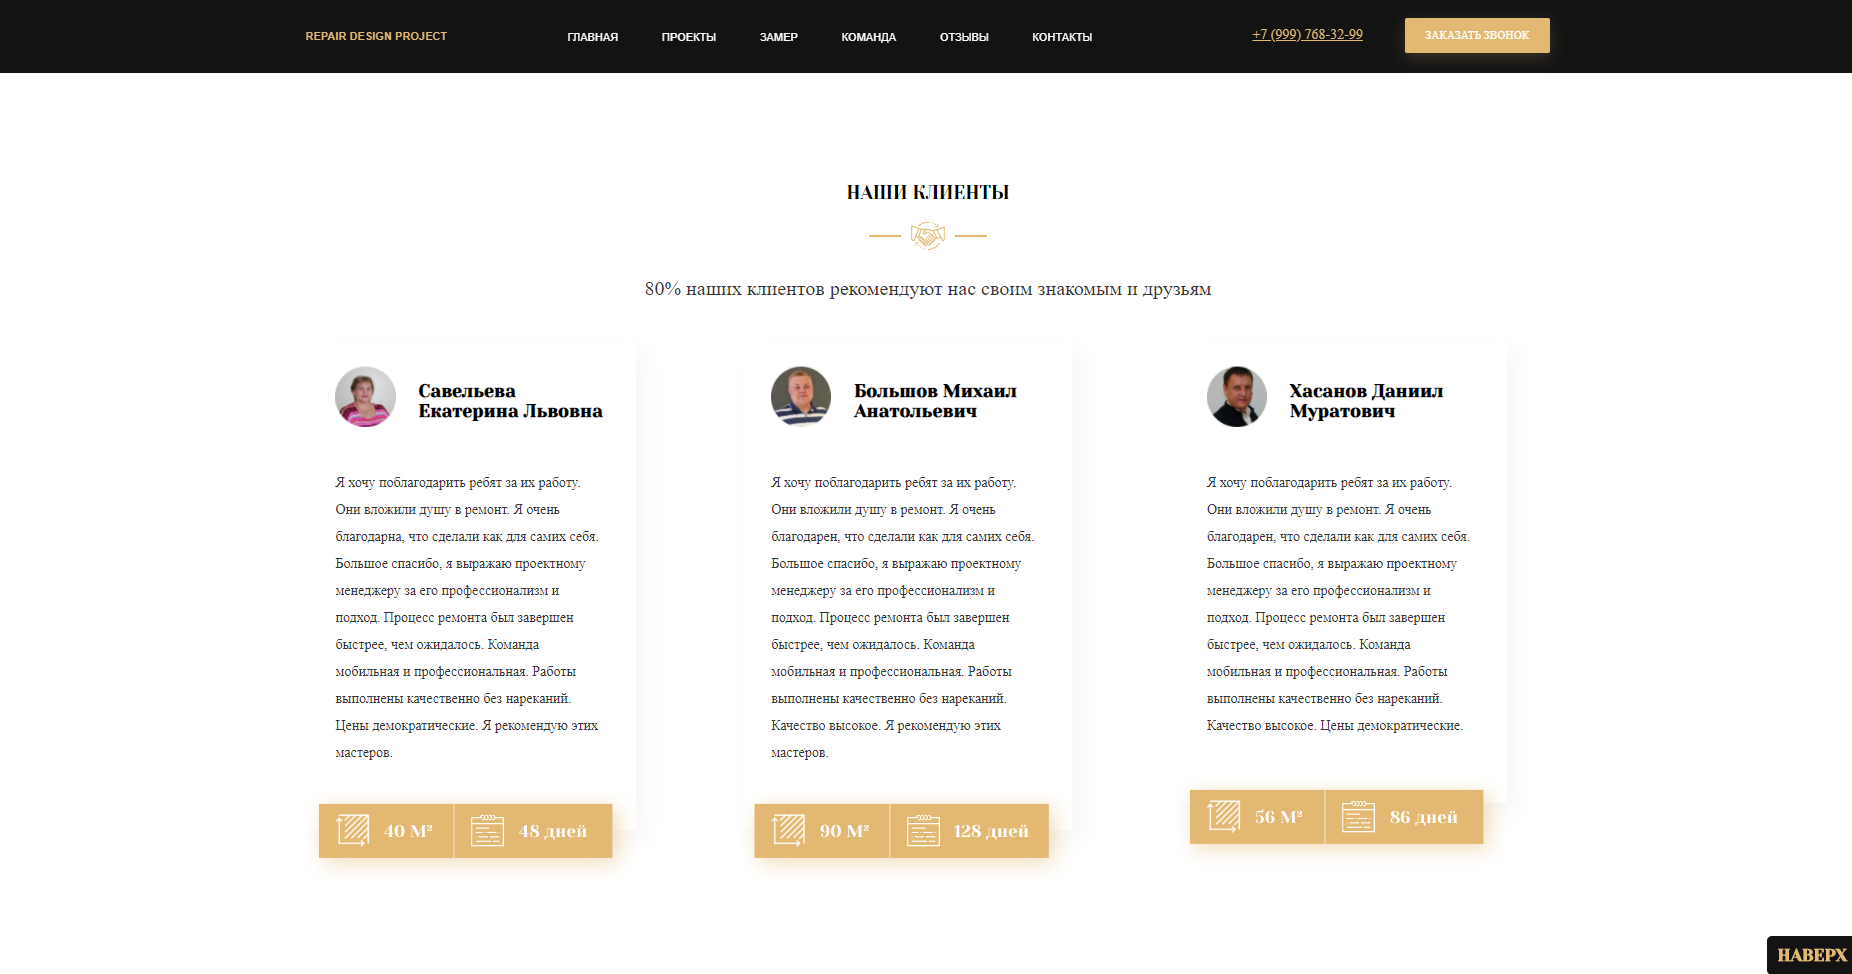 REPAIR DESIGN PROJECT
ГЛАВНАЯ
ПРОЕКТЫ
ЗАМЕР
КОМАНДА
ОТЗЫВЫ
КОНТАКТЫ
+7 (999) 768-32-99
ЗАКАЗАТЬ ЗВОНОК
НАШИ КЛИЕНТЫ
80% наших клиентов рекомендуют нас своим знакомым и друзьям
Савельева
Екатерина Львовна
Я хочу поблагодарить ребят за их работу.
Они вложили душу в ремонт. Я очень
благодарна, что сделали как для самих себя.
Большое спасибо, я выражаю проектному
менеджеру за его профессионализм и
подход. Процесс ремонта был завершен
быстрее, чем ожидалось. Команда
мобильная и профессиональная. Работы
выполнены качественно без нареканий.
Цены демократические. Я рекомендую этих
мастеров.
40 М²
48 дней
Большов Михаил
Анатольевич
Я хочу поблагодарить ребят за их работу.
Они вложили душу в ремонт. Я очень
благодарен, что сделали как для самих себя.
Большое спасибо, я выражаю проектному
менеджеру за его профессионализм и
подход. Процесс ремонта был завершен
быстрее, чем ожидалось. Команда
мобильная и профессиональная. Работы
выполнены качественно без нареканий.
Качество высокое. Я рекомендую этих
мастеров.
90 М²
128 дней
Хасанов Даниил
Муратович
Я хочу поблагодарить ребят за их работу.
Они вложили душу в ремонт. Я очень
благодарен, что сделали как для самих себя.
Большое спасибо, я выражаю проектному
менеджеру за его профессионализм и
подход. Процесс ремонта был завершен
быстрее, чем ожидалось. Команда
мобильная и профессиональная. Работы
выполнены качественно без нареканий.
Качество высокое. Цены демократические.
56 М²
86 дней
НАВЕРХ